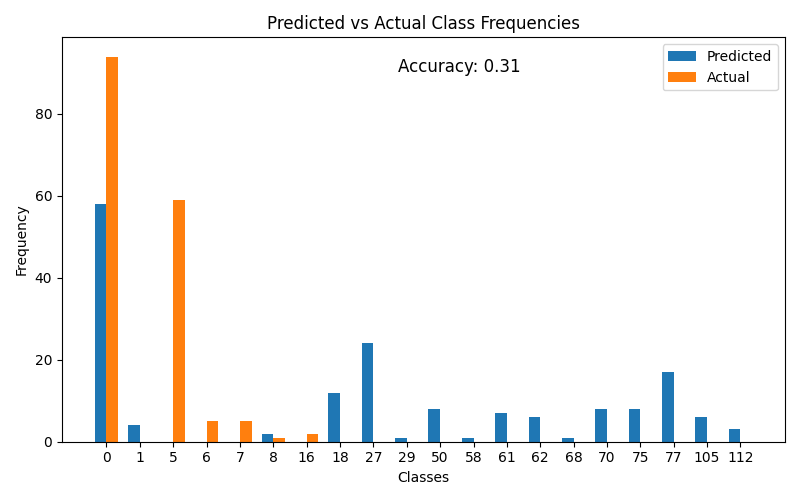 Predicted vs Actual Class Frequencies
Accuracy: 0.31
Predicted
Actual
Frequency
80
60
40
20
0
0 1 5 6 7 8 16 18 27 29 50 58 61 62 68 70 75 77 105 112
Classes